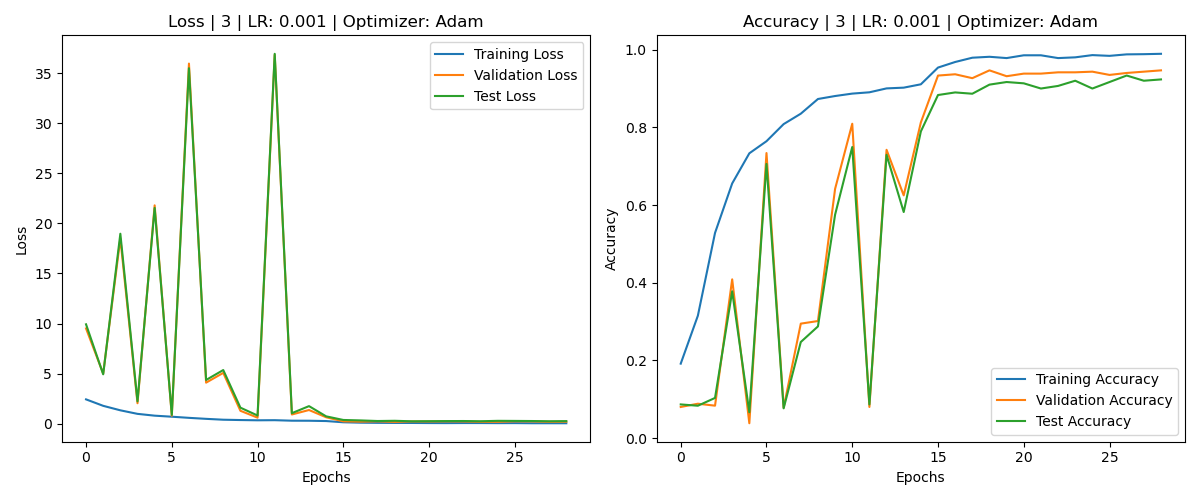 Loss | 3 | LR: 0.001 | Optimizer: Adam
Training Loss
Validation Loss
Test Loss
35
30
25
20
15
10
5
0
Loss
0 5 10 15 20 25
Epochs
Accuracy | 3 | LR: 0.001 | Optimizer: Adam
1.0
0.8
0.6
0.4
0.2
0.0
Accuracy
Training Accuracy
Validation Accuracy
Test Accuracy
0 5 10 15 20 25
Epochs